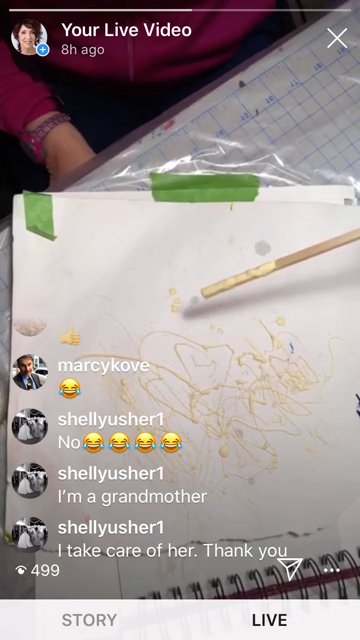 Your Live Video
8h ago
👍
marcykove
😂
shellyusher1
No😂😂😂😂
shellyusher1
I'm a grandmother
shellyusher1
I take care of her. Thank you
499
STORY
LIVE